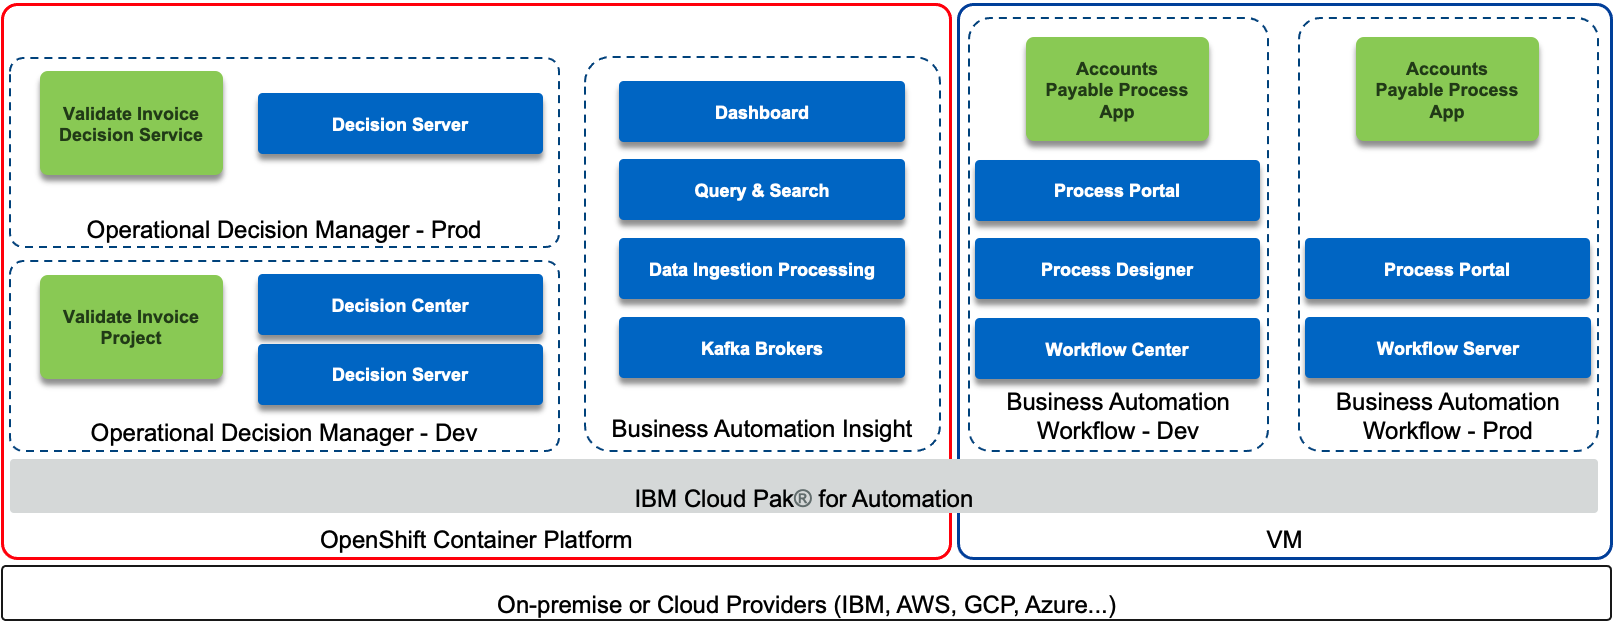 Validate Invoice
Decision Service
Decision Server
Operational Decision Manager - Prod
Validate Invoice
Project
Decision Center
Decision Server
Operational Decision Manager - Dev
Dashboard
Query & Search
Data Ingestion Processing
Kafka Brokers
Business Automation Insight
Accounts
Payable Process
App
Process Portal
Process Designer
Workflow Center
Business Automation
Workflow - Dev
Accounts
Payable Process
App
Process Portal
Workflow Server
Business Automation
Workflow - Prod
IBM Cloud Pak® for Automation
OpenShift Container Platform
VM
On-premise or Cloud Providers (IBM, AWS, GCP, Azure...)